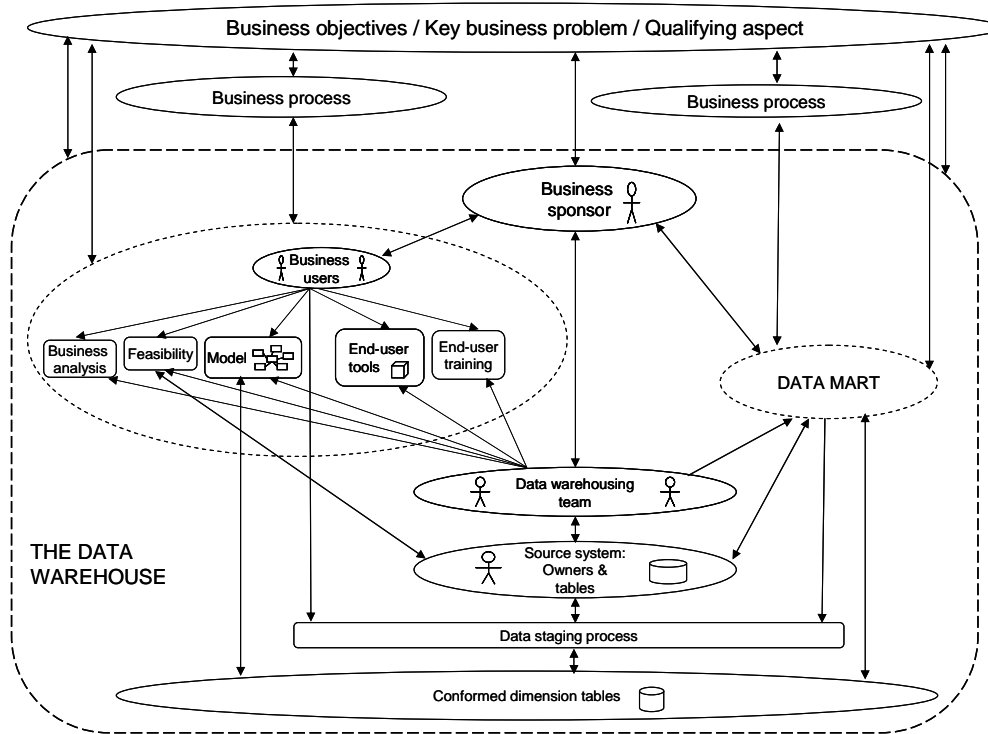 Business objectives / Key business problem / Qualifying aspect
Business process
Business process
Business
sponsor
Business
users
Business
analysis
Feasibility
Model
End-user
tools
End-user
training
DATA MART
Data warehousing
team
THE DATA
WAREHOUSE
Source system:
Owners &
tables
Data staging process
Conformed dimension tables